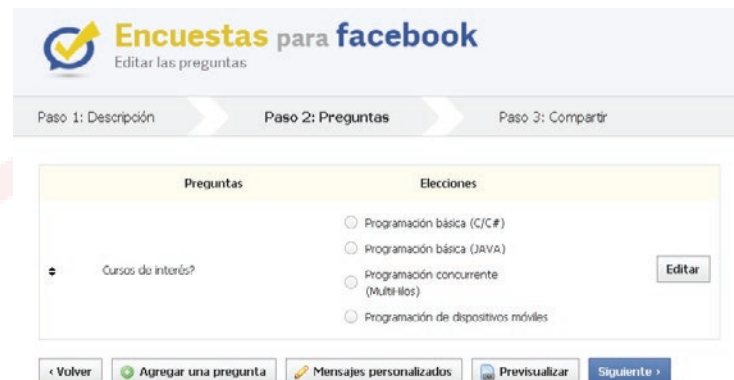 Encuestas para facebook
Editar las preguntas
Paso 1: Descripción Paso 2: Preguntas Paso 3: Compartir
Preguntas Elecciones
Programación básica (C/C#)
Programación básica (JAVA)
Cursos de interés?
Programación concurrente
(MultiHilos)
Editar
Programación de dispositivos móviles
‹ Volver Agregar una pregunta Mensajes personalizados Previsualizar Siguiente ›